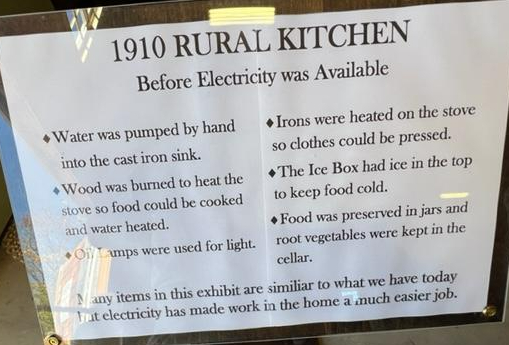 1910 RURAL KITCHEN
Before Electricity was Available
♦Water was pumped by hand
into the cast iron sink.
♦Wood was burned to heat the
stove so food could be cooked
and water heated.
♦Oil Lamps were used for light.
♦Irons were heated on the stove
so clothes could be pressed.
♦The Ice Box had ice in the top
to keep food cold.
♦Food was preserved in jars and
root vegetables were kept in the
cellar.
Many items in this exhibit are similiar to what we have today
but electricity has made work in the home a much easier job.